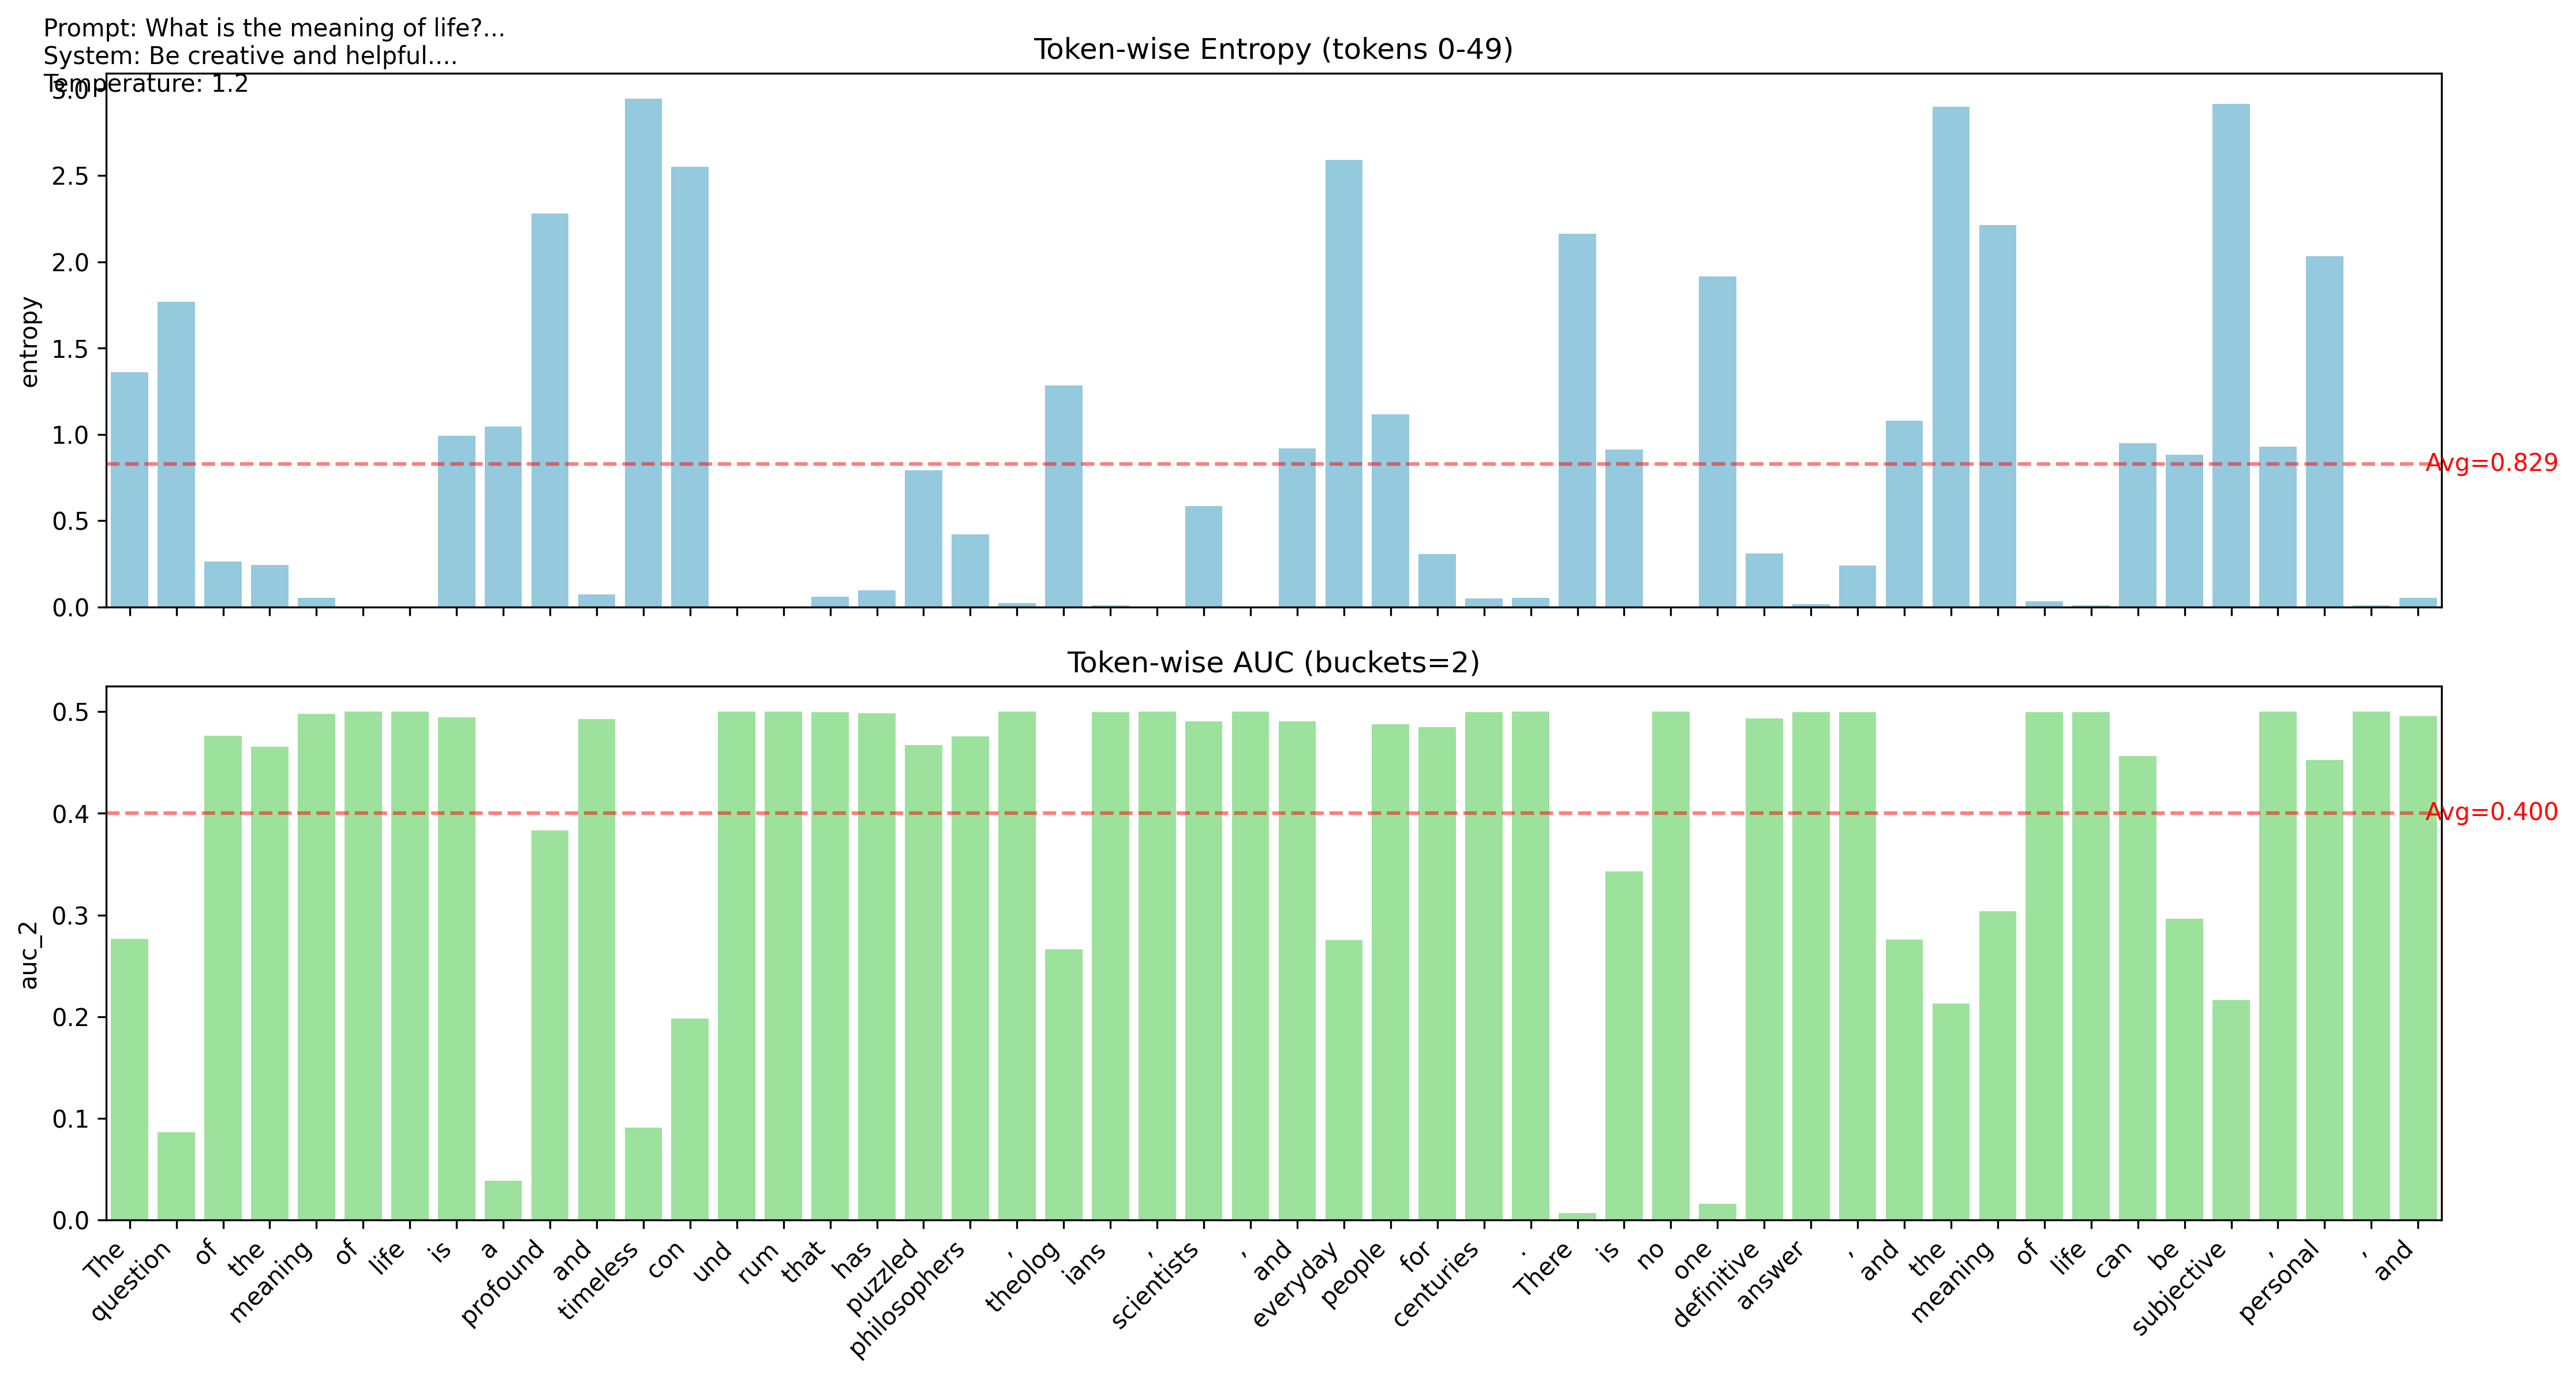 Prompt: What is the meaning of life?...
System: Be creative and helpful....
Temperature: 1.2
Token-wise Entropy (tokens 0-49)
3.0
2.5
2.0
1.5
1.0
0.5
0.0
entropy
Avg=0.829
Token-wise AUC (buckets=2)
0.5
0.4
0.3
0.2
0.1
0.0
auc_2
Avg=0.400
The
question
of
the
meaning
of
life
is
a
profound
and
timeless
con
und
rum
that
has
puzzled
philosophers
,
theolog
ians
,
scientists
,
and
everyday
people
for
centuries
.
There
is
no
one
definitive
answer
,
and
the
meaning
of
life
can
be
subjective
,
personal
,
and